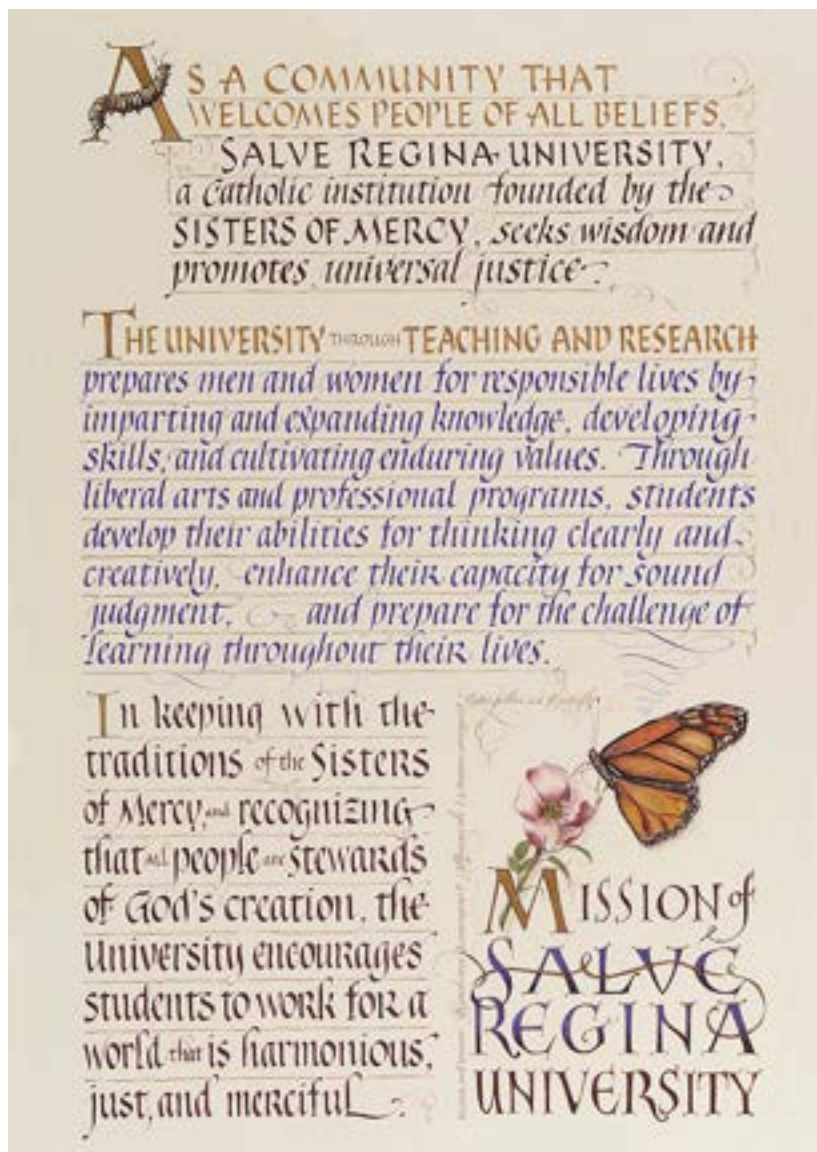 AS A COMMUNITY THAT
WELCOMES PEOPLE OF ALL BELIEFS,
SALVE REGINA UNIVERSITY,
a Catholic institution founded by the
SISTERS OF MERCY, seeks wisdom and
promotes universal justice.
THE UNIVERSITY THROUGH TEACHING AND RESEARCH
prepares men and women for responsible lives by
imparting and expanding knowledge, developing
skills, and cultivating enduring values. Through
liberal arts and professional programs, students
develop their abilities for thinking clearly and
creatively, enhance their capacity for sound
judgment, and prepare for the challenge of
learning throughout their lives.
In keeping with the
traditions of the Sisters
of Mercy, and recognizing
that all people are stewards
of God's creation, the
University encourages
students to work for a
world that is harmonious,
just, and merciful.
MISSION of
SALVE
REGINA
UNIVERSITY